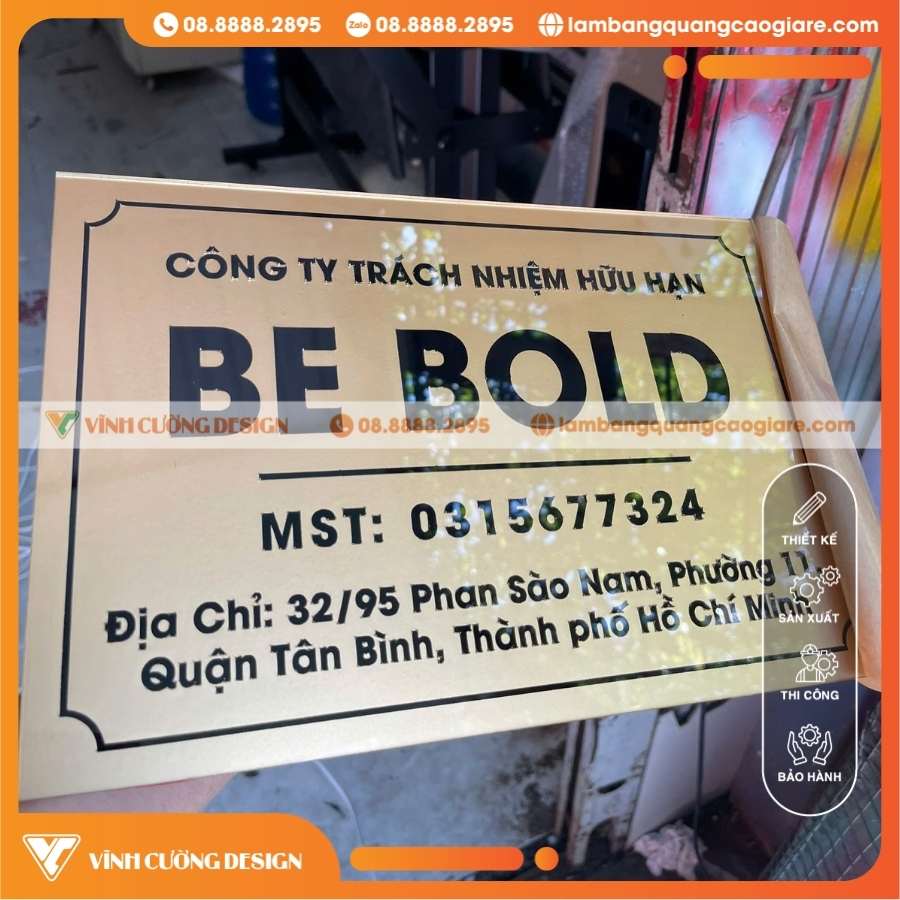 08.8888.2895 Zalo 08.8888.2895 lambangquangcaogiare.com
CÔNG TY TRÁCH NHIỆM HỮU HẠN
BE BOLD
VĨNH CƯỜNG DESIGN 08.8888.2895 lambangquangcaogiare.com
MST: 0315677324
Địa Chỉ: 32/95 Phan Sào Nam, Phường 11,
Quận Tân Bình, Thành phố Hồ Chí Minh
THIẾT KẾ
SẢN XUẤT
THI CÔNG
BẢO HÀNH
VĨNH CƯỜNG DESIGN